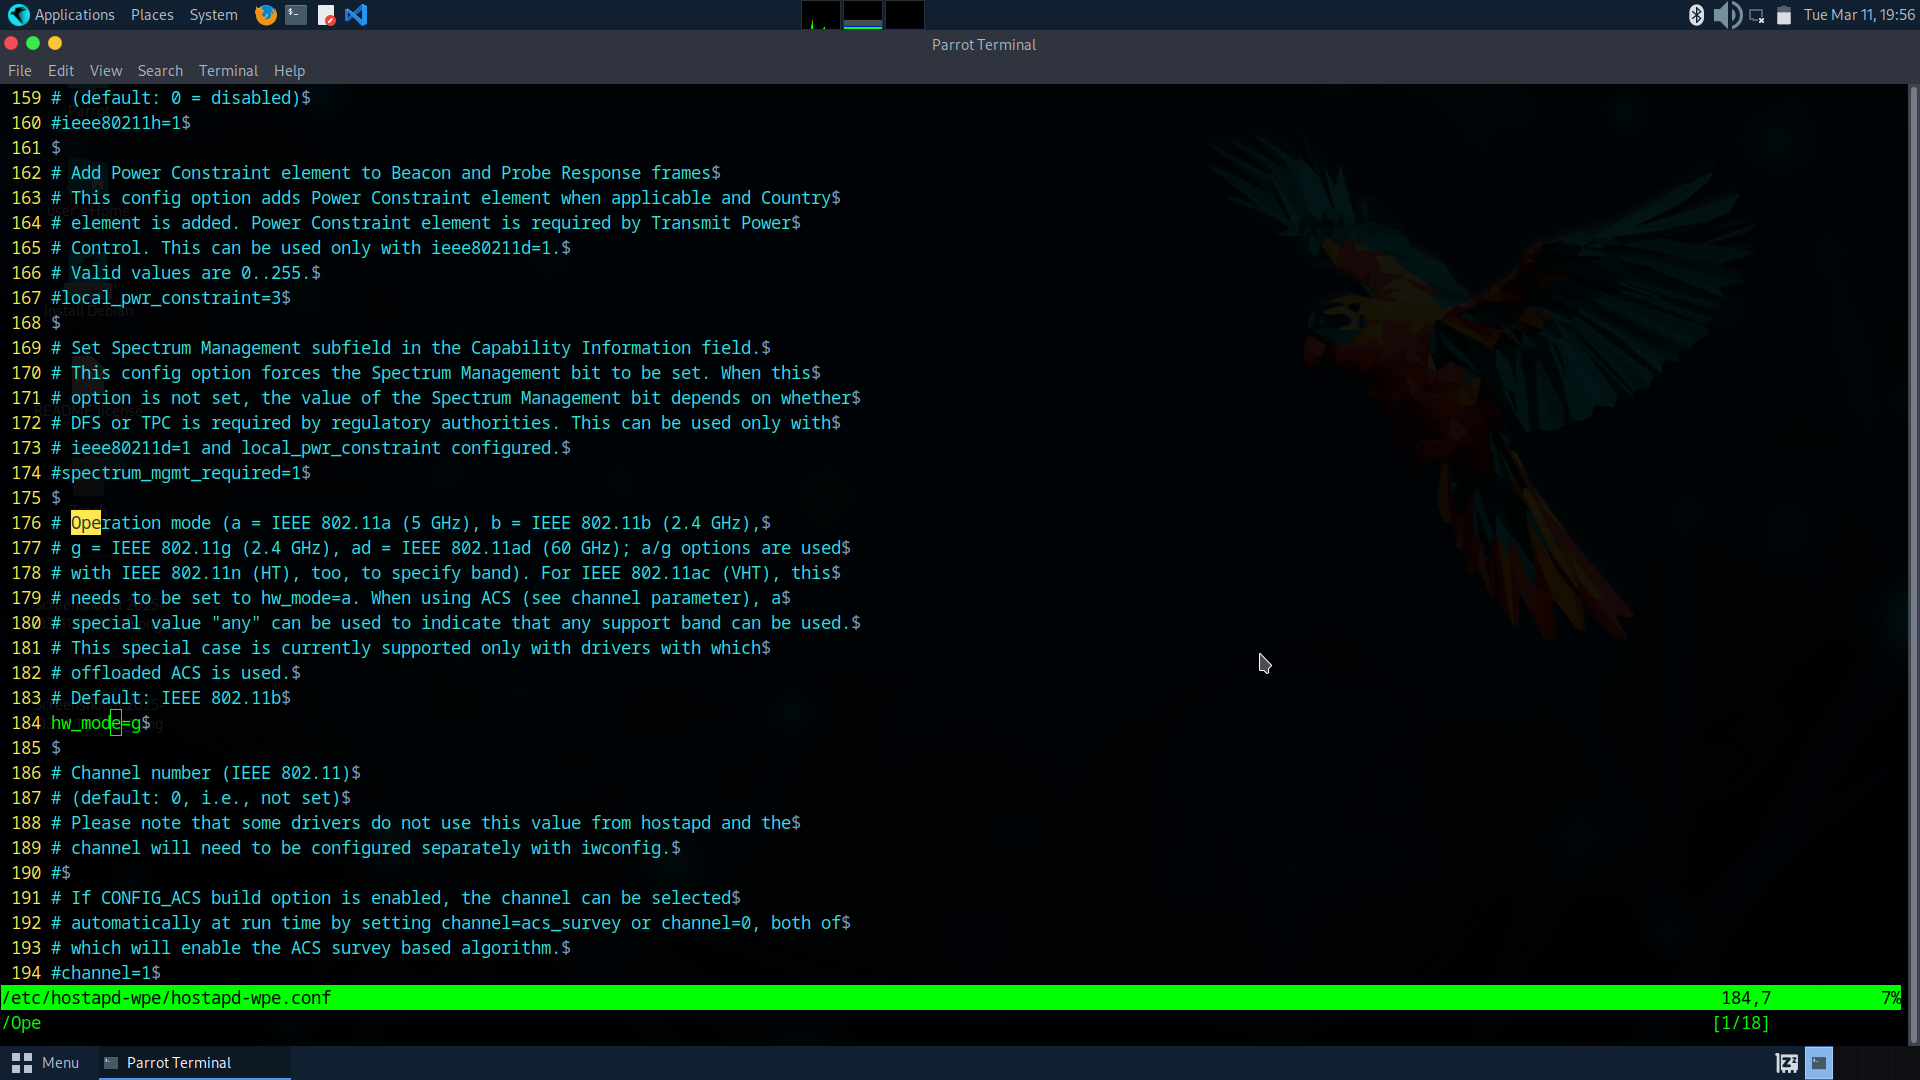 Applications Places System
Tue Mar 11, 19:56
Parrot Terminal
File Edit View Search Terminal Help
159 # (default: 0 = disabled)$
160 #ieee80211h=1$
161 $
162 # Add Power Constraint element to Beacon and Probe Response frames$
163 # This config option adds Power Constraint element when applicable and Country$
164 # element is added. Power Constraint element is required by Transmit Power$
165 # Control. This can be used only with ieee80211d=1.$
166 # Valid values are 0..255.$
167 #local_pwr_constraint=3$
168 $
169 # Set Spectrum Management subfield in the Capability Information field.$
170 # This config option forces the Spectrum Management bit to be set. When this$
171 # option is not set, the value of the Spectrum Management bit depends on whether$
172 # DFS or TPC is required by regulatory authorities. This can be used only with$
173 # ieee80211d=1 and local_pwr_constraint configured.$
174 #spectrum_mgmt_required=1$
175 $
176 # Operation mode (a = IEEE 802.11a (5 GHz), b = IEEE 802.11b (2.4 GHz),$
177 # g = IEEE 802.11g (2.4 GHz), ad = IEEE 802.11ad (60 GHz); a/g options are used$
178 # with IEEE 802.11n (HT), too, to specify band). For IEEE 802.11ac (VHT), this$
179 # needs to be set to hw_mode=a. When using ACS (see channel parameter), a$
180 # special value "any" can be used to indicate that any support band can be used.$
181 # This special case is currently supported only with drivers with which$
182 # offloaded ACS is used.$
183 # Default: IEEE 802.11b$
184 hw_mode=g$
185 $
186 # Channel number (IEEE 802.11)$
187 # (default: 0, i.e., not set)$
188 # Please note that some drivers do not use this value from hostapd and the$
189 # channel will need to be configured separately with iwconfig.$
190 #$
191 # If CONFIG_ACS build option is enabled, the channel can be selected$
192 # automatically at run time by setting channel=acs_survey or channel=0, both of$
193 # which will enable the ACS survey based algorithm.$
194 #channel=1$
/etc/hostapd-wpe/hostapd-wpe.conf 184,7 7%
/Ope [1/18]
Menu Parrot Terminal